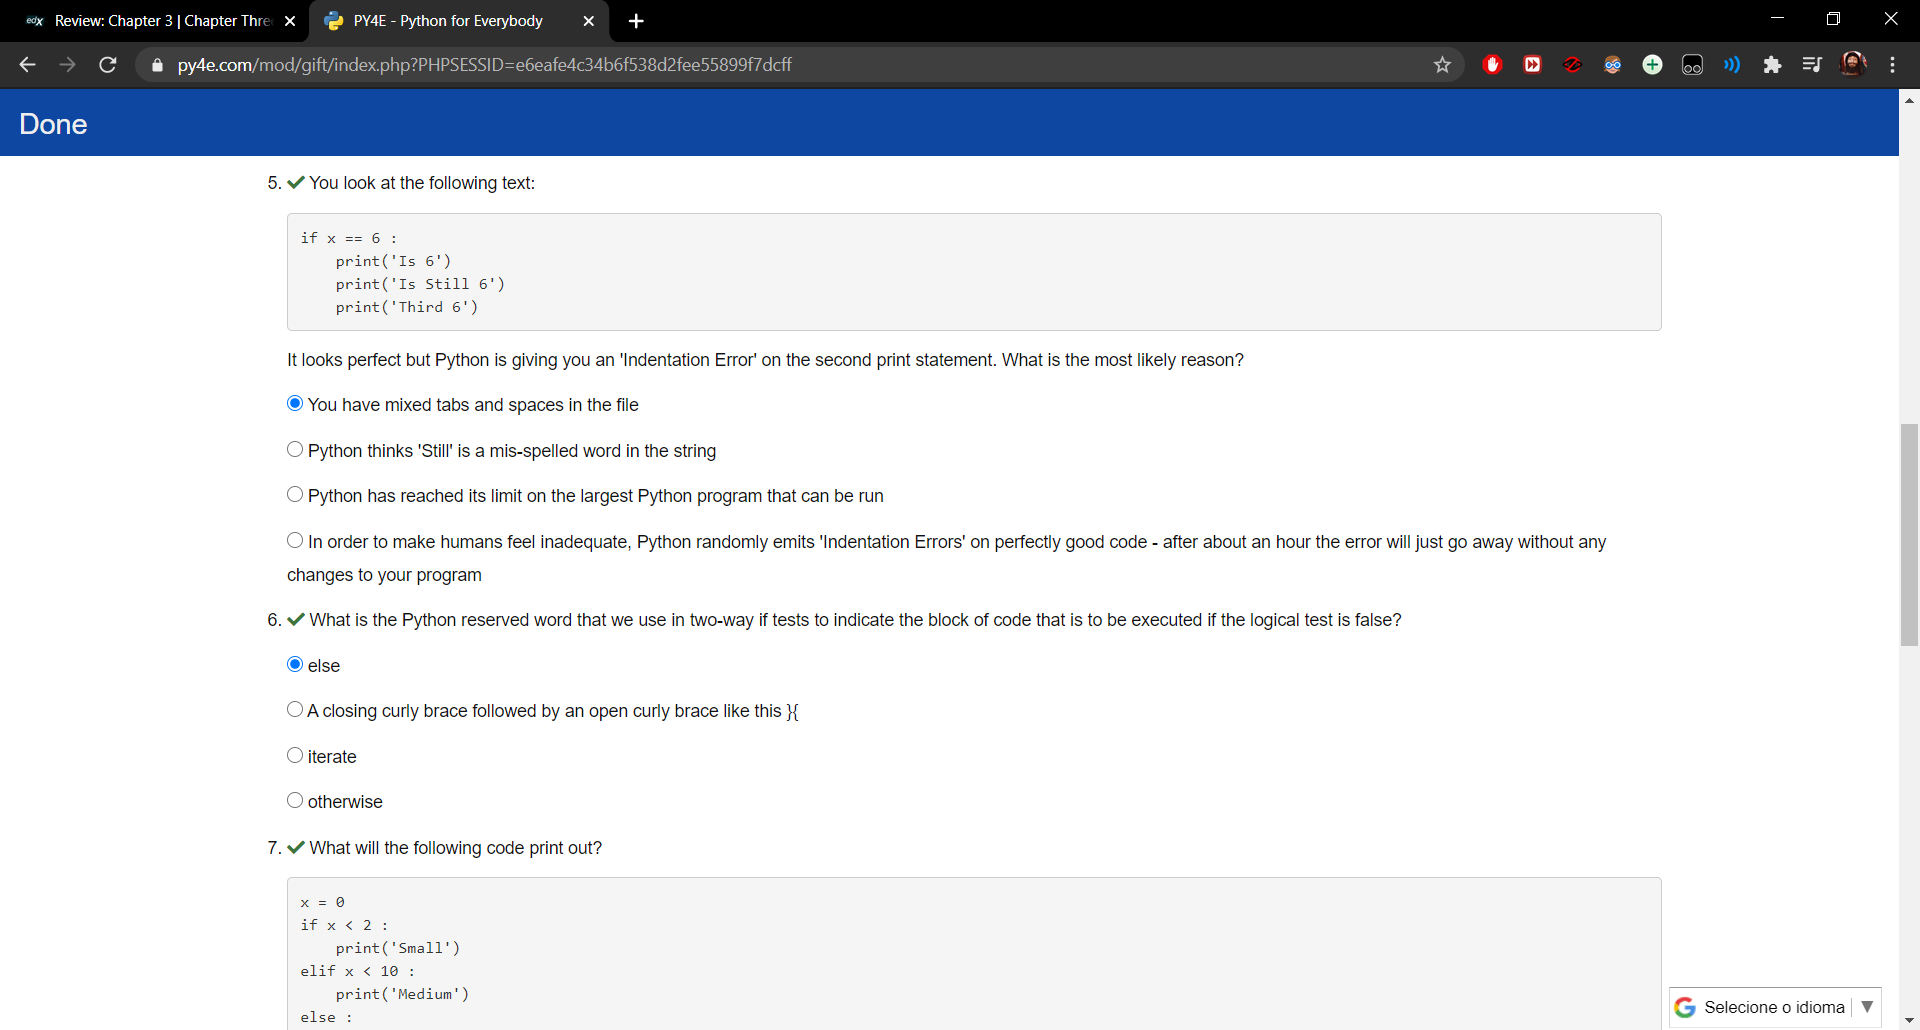 edX Review: Chapter 3 | Chapter Thre
PY4E - Python for Everybody
py4e.com/mod/gift/index.php?PHPSESSID=e6eafe4c34b6f538d2fee55899f7dcff
Done
5. You look at the following text:
if x == 6 :
    print('Is 6')
    print('Is Still 6')
    print('Third 6')
It looks perfect but Python is giving you an 'Indentation Error' on the second print statement. What is the most likely reason?
You have mixed tabs and spaces in the file
Python thinks 'Still' is a mis-spelled word in the string
Python has reached its limit on the largest Python program that can be run
In order to make humans feel inadequate, Python randomly emits 'Indentation Errors' on perfectly good code - after about an hour the error will just go away without any
changes to your program
6. What is the Python reserved word that we use in two-way if tests to indicate the block of code that is to be executed if the logical test is false?
else
A closing curly brace followed by an open curly brace like this }{
iterate
otherwise
7. What will the following code print out?
x = 0
if x < 2 :
    print('Small')
elif x < 10 :
    print('Medium')
else :
G Selecione o idioma